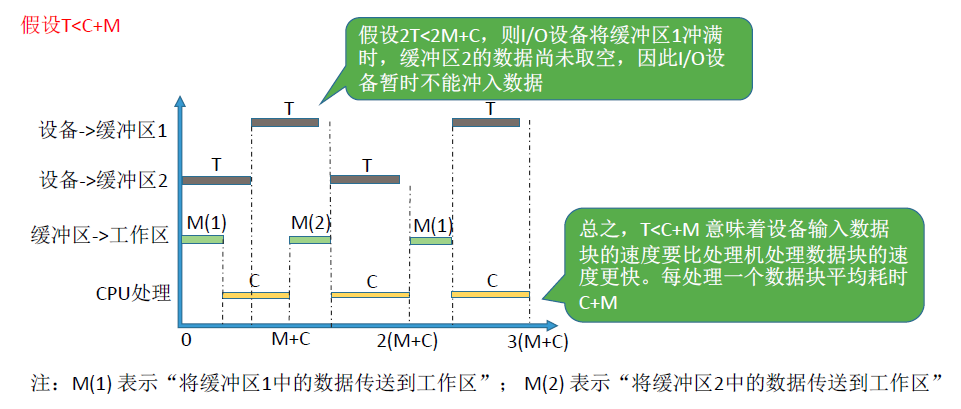 假设T<C+M
假设2T<2M+C，则I/O设备将缓冲区1冲满
时，缓冲区2的数据尚未取空，因此I/O设
备暂时不能冲入数据
设备->缓冲区1
T
T
设备->缓冲区2
T
T
缓冲区->工作区
M(1)
M(2)
M(1)
CPU处理
C
C
C
总之，T<C+M 意味着设备输入数据
块的速度要比处理机处理数据块的速
度更快。每处理一个数据块平均耗时
C+M
0
M+C
2(M+C)
3(M+C)
注：M(1) 表示“将缓冲区1中的数据传送到工作区”； M(2) 表示“将缓冲区2中的数据传送到工作区”